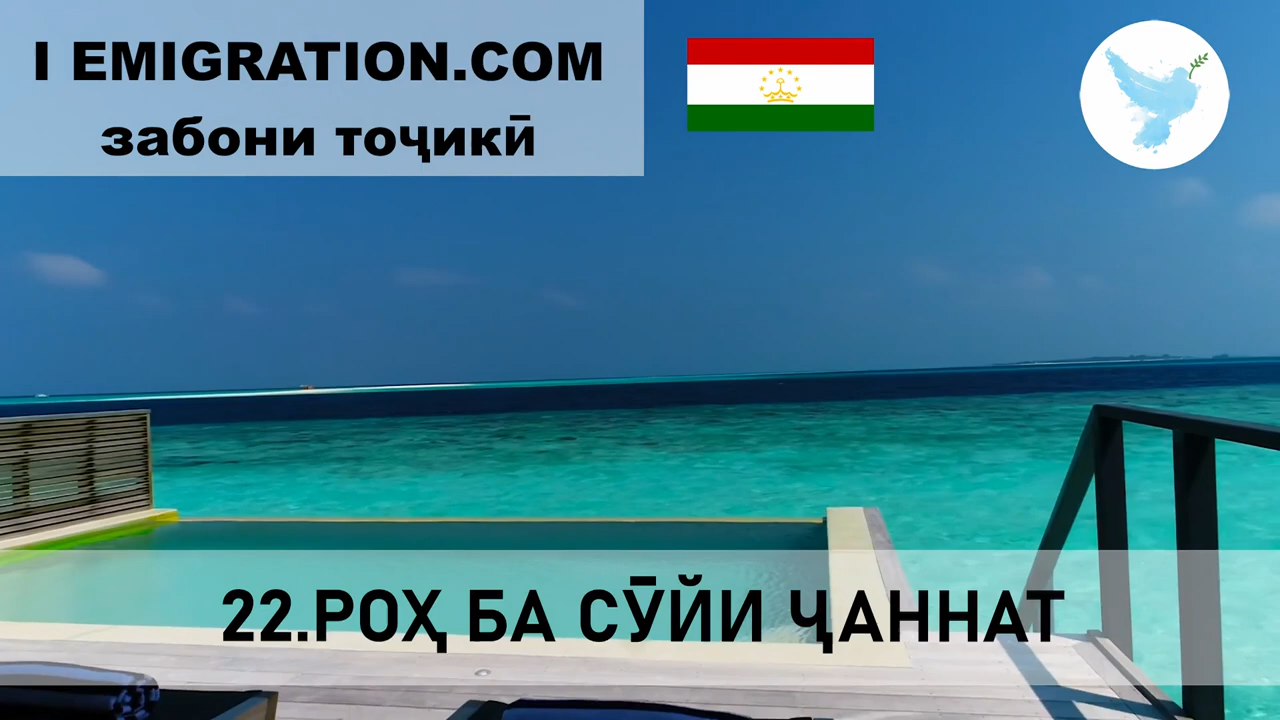 I EMIGRATION.COM
забони тоҷикӣ
22.РОҲ БА СӮЙИ ҶАННАТ